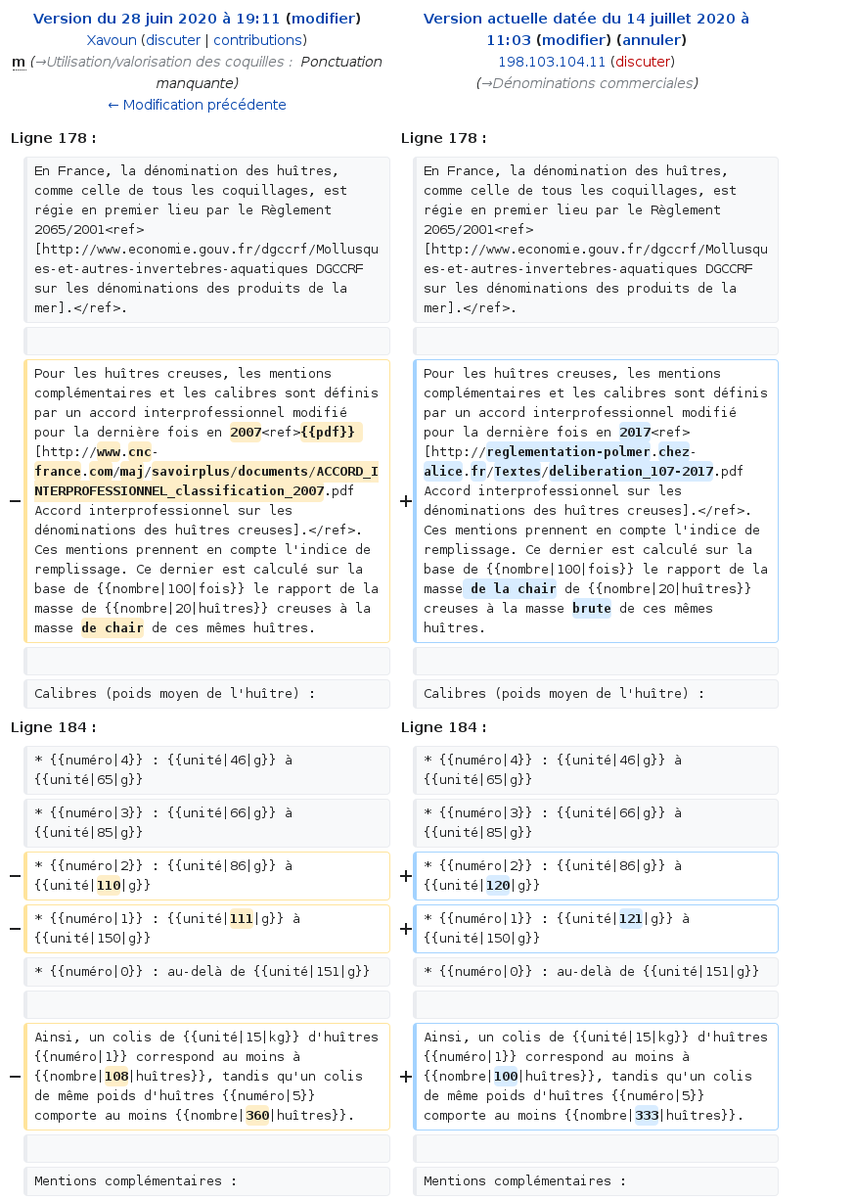 Version du 28 juin 2020 à 19:11 (modifier)
Xavoun (discuter | contributions)
m (→Utilisation/valorisation des coquilles : Ponctuation
manquante)
← Modification précédente
Version actuelle datée du 14 juillet 2020 à
11:03 (modifier) (annuler)
198.103.104.11 (discuter)
(→Dénominations commerciales)
Ligne 178 :
En France, la dénomination des huîtres,
comme celle de tous les coquillages, est
régie en premier lieu par le Règlement
2065/2001<ref>
[http://www.economie.gouv.fr/dgccrf/Mollusqu
es-et-autres-invertebres-aquatiques DGCCRF
sur les dénominations des produits de la
mer].</ref>.
Ligne 178 :
En France, la dénomination des huîtres,
comme celle de tous les coquillages, est
régie en premier lieu par le Règlement
2065/2001<ref>
[http://www.economie.gouv.fr/dgccrf/Mollusqu
es-et-autres-invertebres-aquatiques DGCCRF
sur les dénominations des produits de la
mer].</ref>.
−
Pour les huîtres creuses, les mentions
complémentaires et les calibres sont définis
par un accord interprofessionnel modifié
pour la dernière fois en 2007<ref>{{pdf}}
[http://www.cnc-
france.com/maj/savoirplus/documents/ACCORD_I
NTERPROFESSIONNEL_classification_2007.pdf
Accord interprofessionnel sur les
dénominations des huîtres creuses].</ref>.
Ces mentions prennent en compte l'indice de
remplissage. Ce dernier est calculé sur la
base de {{nombre|100|fois}} le rapport de la
masse de {{nombre|20|huîtres}} creuses à la
masse de chair de ces mêmes huîtres.
+
Pour les huîtres creuses, les mentions
complémentaires et les calibres sont définis
par un accord interprofessionnel modifié
pour la dernière fois en 2017<ref>
[http://reglementation-polmer.chez-
alice.fr/Textes/deliberation_107-2017.pdf
Accord interprofessionnel sur les
dénominations des huîtres creuses].</ref>.
Ces mentions prennent en compte l'indice de
remplissage. Ce dernier est calculé sur la
base de {{nombre|100|fois}} le rapport de la
masse de la chair de {{nombre|20|huîtres}}
creuses à la masse brute de ces mêmes
huîtres.
Calibres (poids moyen de l'huître) :
Calibres (poids moyen de l'huître) :
Ligne 184 :
Ligne 184 :
* {{numéro|4}} : {{unité|46|g}} à
{{unité|65|g}}
* {{numéro|4}} : {{unité|46|g}} à
{{unité|65|g}}
* {{numéro|3}} : {{unité|66|g}} à
{{unité|85|g}}
* {{numéro|3}} : {{unité|66|g}} à
{{unité|85|g}}
−
* {{numéro|2}} : {{unité|86|g}} à
{{unité|110|g}}
+
* {{numéro|2}} : {{unité|86|g}} à
{{unité|120|g}}
−
* {{numéro|1}} : {{unité|111|g}} à
{{unité|150|g}}
+
* {{numéro|1}} : {{unité|121|g}} à
{{unité|150|g}}
* {{numéro|0}} : au-delà de {{unité|151|g}}
* {{numéro|0}} : au-delà de {{unité|151|g}}
−
Ainsi, un colis de {{unité|15|kg}} d'huîtres
{{numéro|1}} correspond au moins à
{{nombre|108|huîtres}}, tandis qu'un colis
de même poids d'huîtres {{numéro|5}}
comporte au moins {{nombre|360|huîtres}}.
+
Ainsi, un colis de {{unité|15|kg}} d'huîtres
{{numéro|1}} correspond au moins à
{{nombre|100|huîtres}}, tandis qu'un colis
de même poids d'huîtres {{numéro|5}}
comporte au moins {{nombre|333|huîtres}}.
Mentions complémentaires :
Mentions complémentaires :